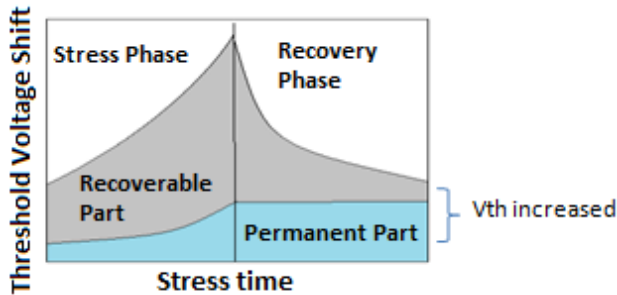 Threshold Voltage Shift
Stress Phase
Recovery
Phase
Recoverable
Part
Permanent Part
Vth increased
Stress time